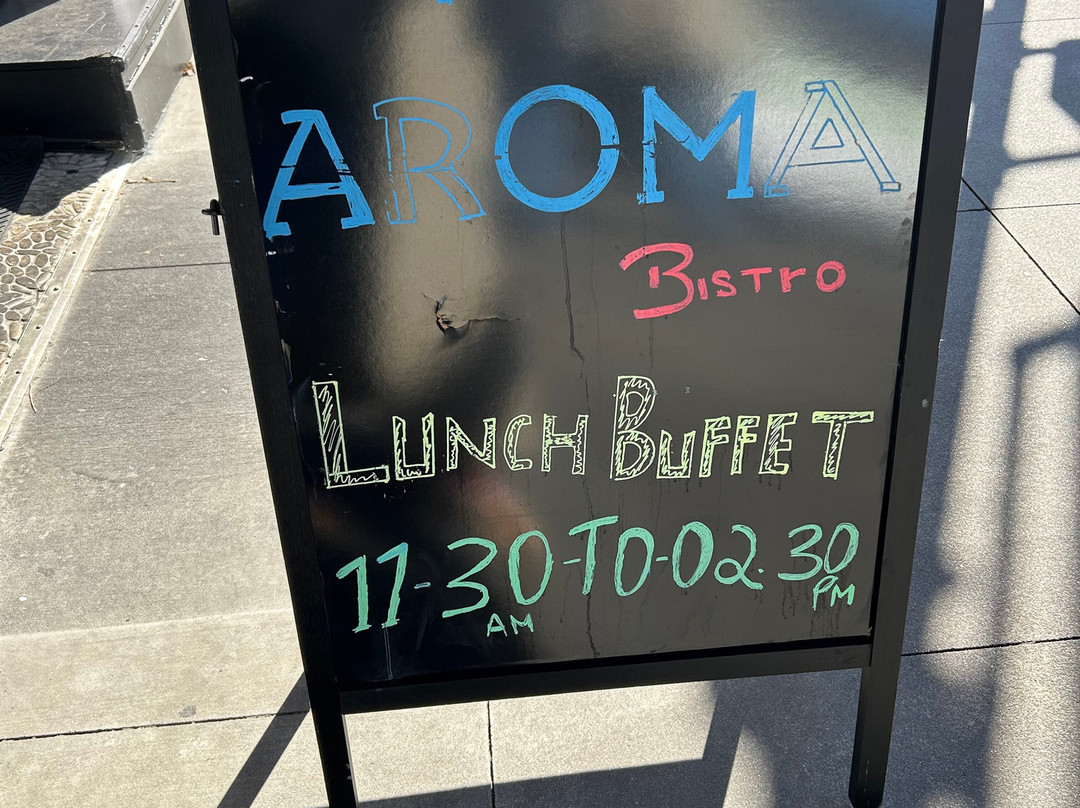 AROMA
BISTrO
LUNCH BUFFET
11-30-TO-02.30
AM PM